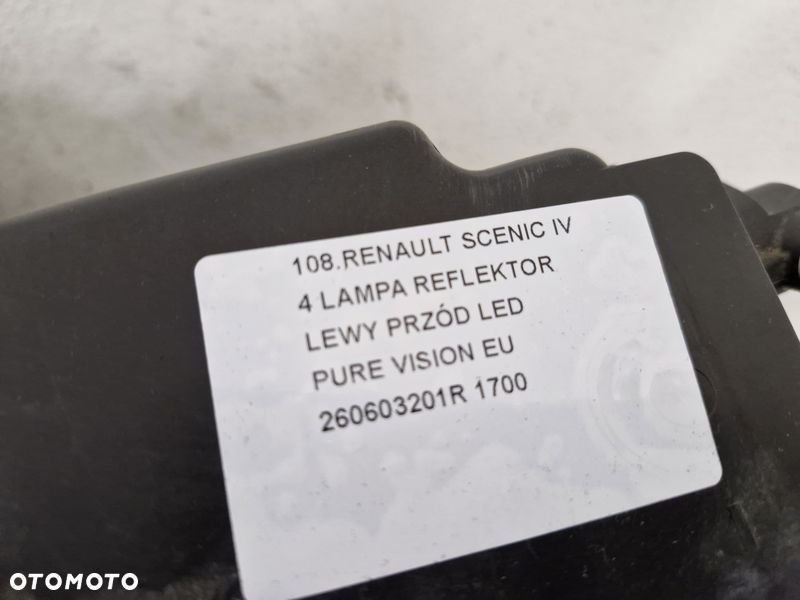 108.RENAULT SCENIC IV
4 LAMPA REFLEKTOR
LEWY PRZÓD LED
PURE VISION EU
260603201R 1700
OTOMOTO